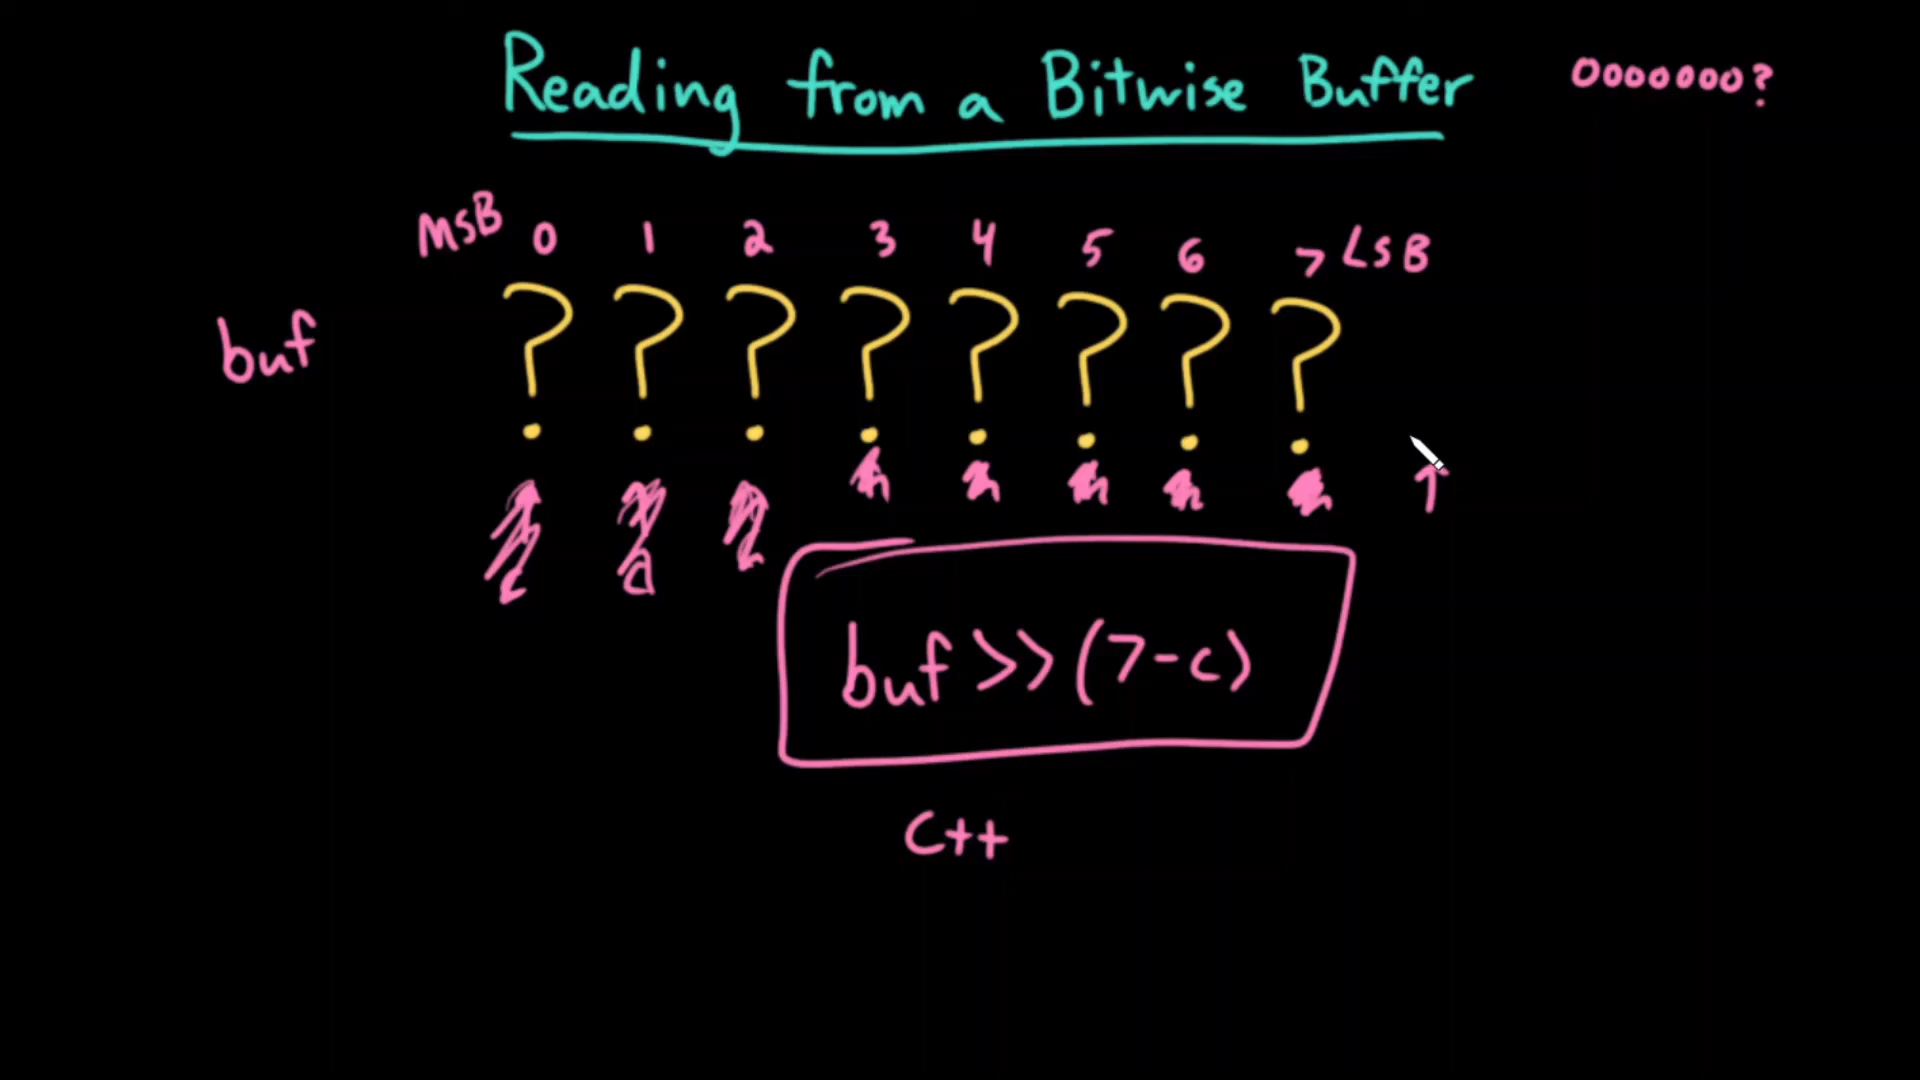 Reading from a Bitwise Buffer
0000000?
MSB 0 1 2 3 4 5 6 7 LSB
buf ? ? ? ? ? ? ? ?
buf >> (7-c)
C++